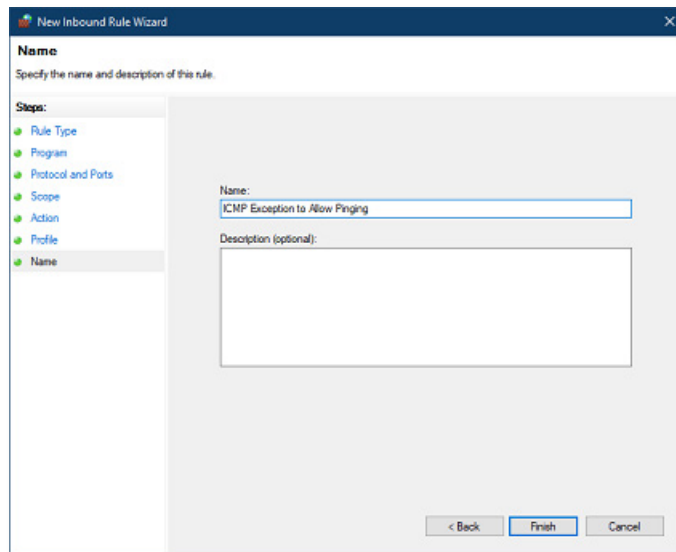 New Inbound Rule Wizard
Name
Specify the name and description of this rule.
Steps:
Rule Type
Program
Protocol and Ports
Scope
Action
Profile
Name
Name:
ICMP Exception to Allow Pinging
Description (optional):
< Back Finish Cancel